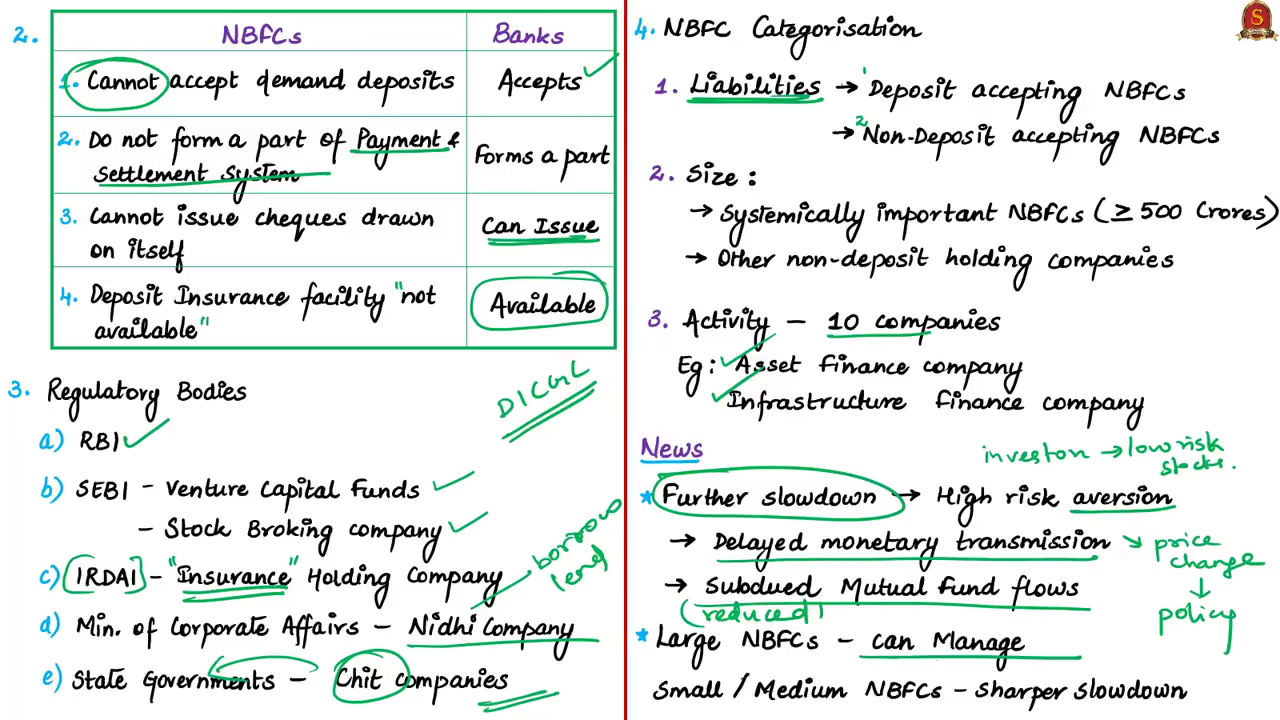 2.
NBFCs Banks
1. Cannot accept demand deposits Accepts
2. Do not form a part of Payment &
Settlement System Forms a part
3. Cannot issue cheques drawn
on itself Can Issue
4. Deposit Insurance facility "not
available" Available
3. Regulatory Bodies
DICGC
a) RBI
b) SEBI - Venture Capital Funds
- Stock Broking company
c) [IRDAI] - "Insurance" Holding Company
borrow
lend
d) Min. of Corporate Affairs - Nidhi Company
e) State Governments - Chit companies
4. NBFC Categorisation
1. Liabilities → 1 Deposit accepting NBFCs
→ 2 Non-Deposit accepting NBFCs
2. Size:
→ Systemically important NBFCs (≥ 500 Crores)
→ Other non-deposit holding companies
3. Activity - 10 companies
Eg: Asset finance company
Infrastructure finance company
News
investors → low risk
stocks.
* Further slowdown → High risk aversion
→ Delayed monetary transmission
price
change
↓
policy
→ Subdued Mutual Fund flows
(reduced)
* Large NBFCs - can Manage
Small / Medium NBFCs - sharper slowdown
S